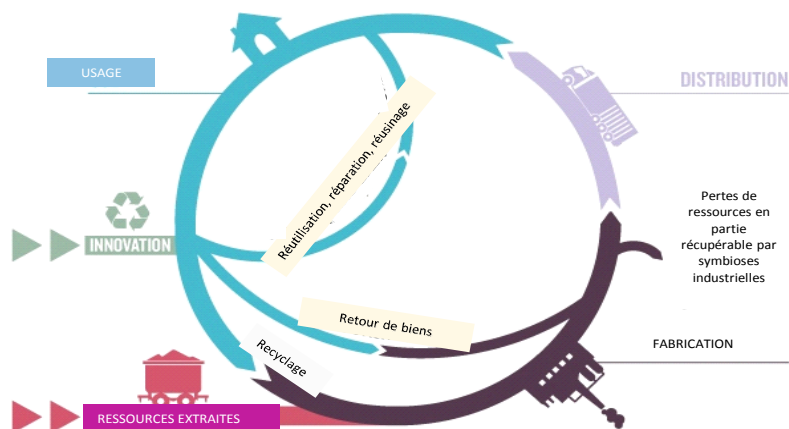 USAGE
DISTRIBUTION
Réutilisation, réparation, réusinage
Pertes de
ressources en
partie
récupérable par
symbioses
industrielles
INNOVATION
Retour de biens
Recyclage
FABRICATION
RESSOURCES EXTRAITES